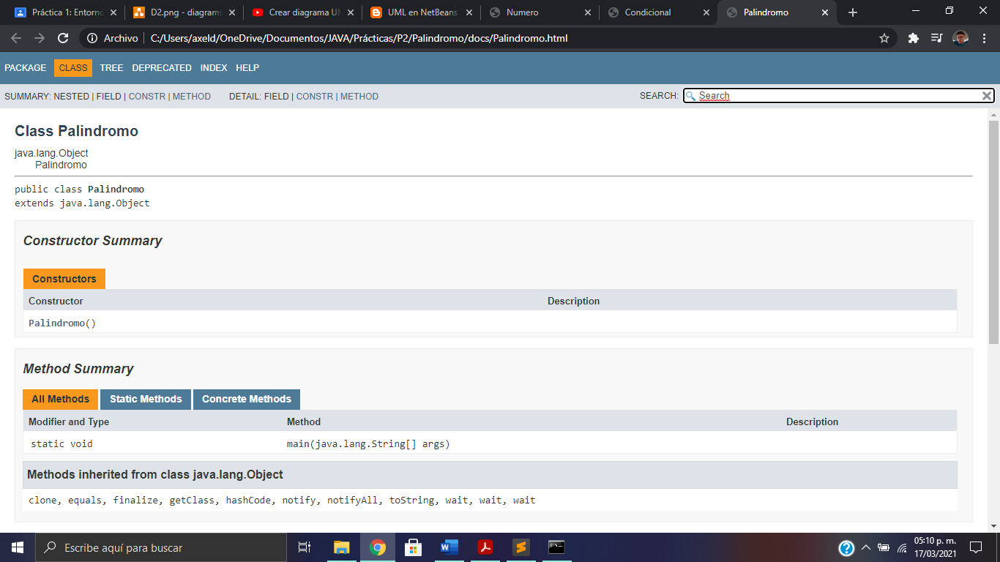 Práctica 1: Entorno
D2.png - diagrams
Crear diagrama UM
UML en NetBeans
Numero
Condicional
Palindromo
Archivo C:/Users/axeld/OneDrive/Documentos/JAVA/Prácticas/P2/Palindromo/docs/Palindromo.html
PACKAGE CLASS TREE DEPRECATED INDEX HELP
SUMMARY: NESTED | FIELD | CONSTR | METHOD DETAIL: FIELD | CONSTR | METHOD SEARCH: Search
Class Palindromo
java.lang.Object
Palindromo
public class Palindromo
extends java.lang.Object
Constructor Summary
Constructors
Constructor Description
Palindromo()
Method Summary
All Methods Static Methods Concrete Methods
Modifier and Type Method Description
static void main(java.lang.String[] args)
Methods inherited from class java.lang.Object
clone, equals, finalize, getClass, hashCode, notify, notifyAll, toString, wait, wait, wait
Escribe aquí para buscar
05:10 p. m.
17/03/2021